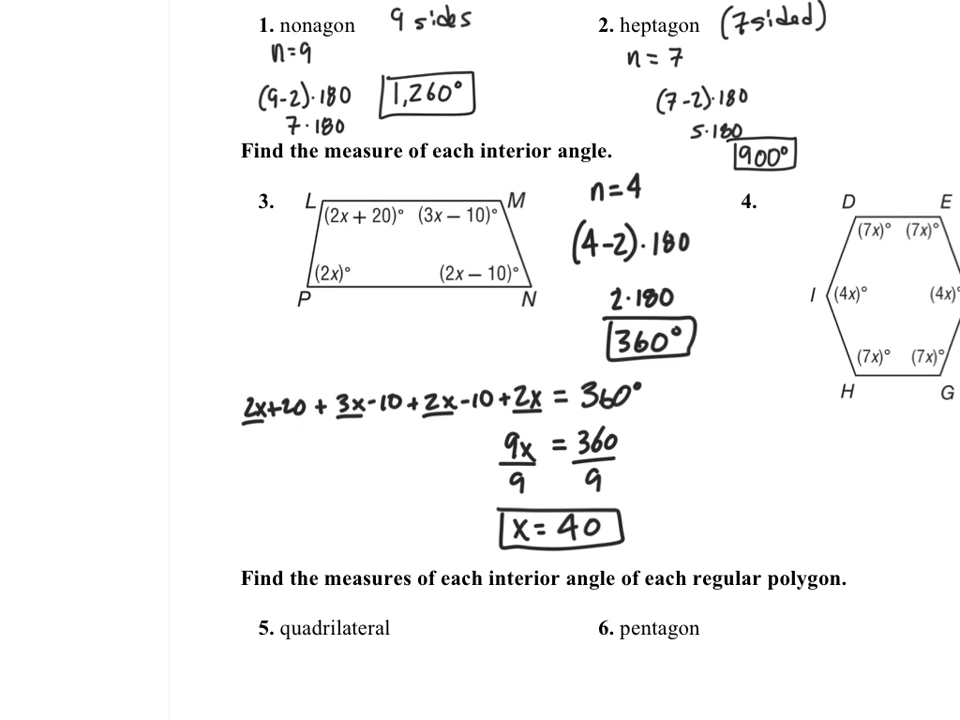 1. nonagon 9 sides
n=9
(9-2)·180 1,260°
7·180
2. heptagon (7sided)
n = 7
(7-2)·180
5·180
900°
Find the measure of each interior angle.
3.
L M
(2x + 20)° (3x – 10)°
(2x)° (2x – 10)°
P N
n=4
(4-2)·180
2·180
360°
2x+20 + 3x-10+2x-10+2x = 360°
9x = 360
9 9
x= 40
4.
D E
(7x)° (7x)°
I (4x)° (4x)°
(7x)° (7x)°
H G
Find the measures of each interior angle of each regular polygon.
5. quadrilateral 6. pentagon